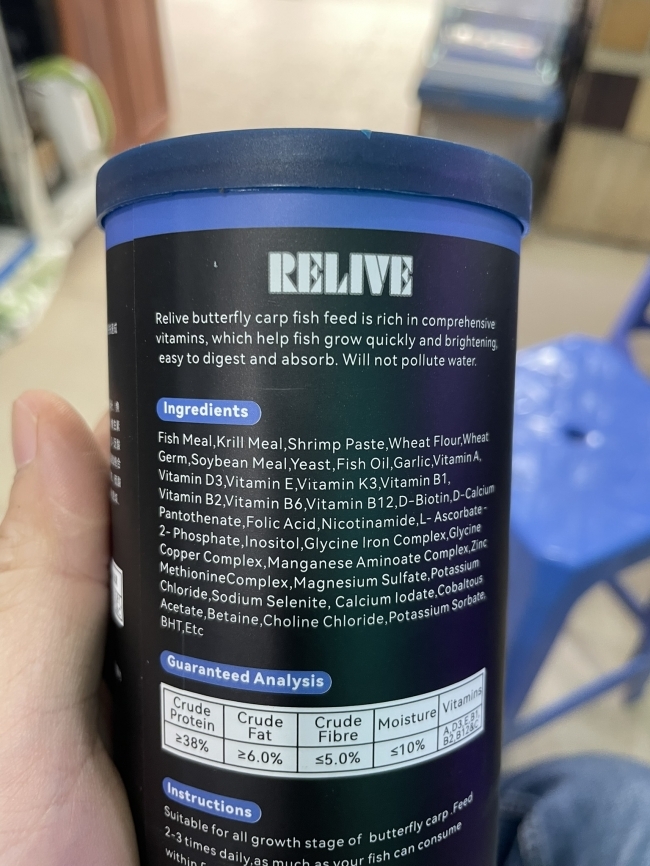 RELIVE
Relive butterfly carp fish feed is rich in comprehensive
vitamins, which help fish grow quickly and brightening,
easy to digest and absorb. Will not pollute water.
Ingredients
Fish Meal,Krill Meal,Shrimp Paste,Wheat Flour,Wheat
Germ,Soybean Meal,Yeast,Fish Oil,Garlic,Vitamin A,
Vitamin D3,Vitamin E,Vitamin K3,Vitamin B1,
Vitamin B2,Vitamin B6,Vitamin B12,D-Biotin,D-Calcium
Pantothenate,Folic Acid,Nicotinamide,L- Ascorbate-
2- Phosphate,Inositol,Glycine Iron Complex,Glycine
Copper Complex,Manganese Aminoate Complex,Zinc
MethionineComplex,Magnesium Sulfate,Potassium
Chloride,Sodium Selenite, Calcium Iodate,Cobaltous
Acetate,Betaine,Choline Chloride,Potassium Sorbate,
BHT,Etc
Guaranteed Analysis
Crude Protein Crude Fat Crude Fibre Moisture Vitamins
≥38% ≥6.0% ≤5.0% ≤10% A,D3,E,B1,
B2,B12&C
Instructions
Suitable for all growth stage of butterfly carp .Feed
2-3 times daily,as much as your fish can consume
within